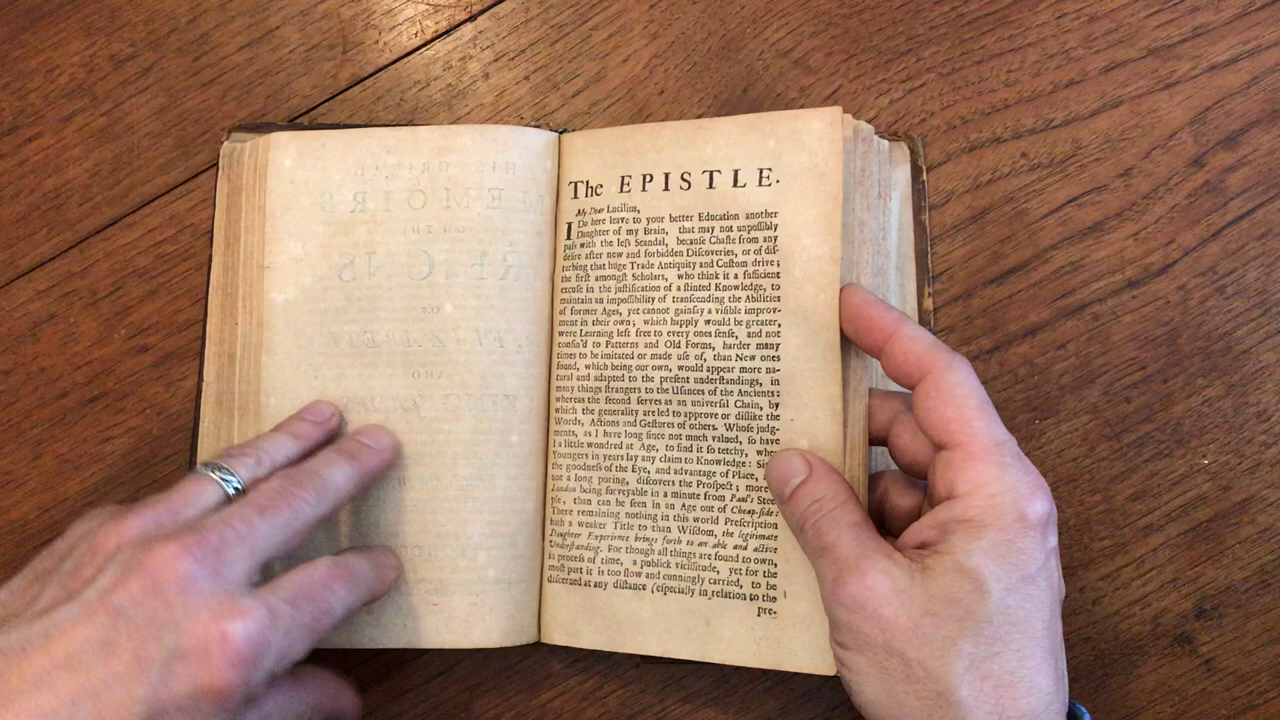 The EPISTLE.
My Dear Lucilius,
I Do here leave to your better Education another
Daughter of my Brain, that may not unpoſſibly
paſs with the leſs Scandal, becauſe Chaſte from any
deſire after new and forbidden Diſcoveries, or of diſ-
turbing that huge Trade Antiquity and Cuſtom drive;
the firſt amongſt Scholars, who think it a ſufficient
excuſe in the juſtification of a ſtinted Knowledge, to
maintain an impoſſibility of tranſcending the Abilities
of former Ages, yet cannot gainſay a viſible improv-
ment in their own; which happly would be greater,
were Learning left free to every ones ſenſe, and not
confin'd to Patterns and Old Forms, harder many
times to be imitated or made uſe of, than New ones
found, which being our own, would appear more na-
tural and adapted to the preſent underſtandings, in
many things ſtrangers to the Uſances of the Ancients:
whereas the ſecond ſerves as an univerſal Chain, by
which the generality are led to approve or diſlike the
Words, Actions and Geſtures of others. Whoſe judg-
ments, as I have long ſince not much valued, ſo have
I a little wondred at Age, to find it ſo tetchy, when
Youngers in years lay any claim to Knowledge:
the goodneſs of the Eye, and advantage of Place,
not a long poring, diſcovers the Proſpect; more
London being ſurveyable in a minute from Paul's Stee
ple, than can be ſeen in an Age out of Cheap-ſide:
There remaining nothing in this world Preſcription
hath a weaker Title to than Wiſdom, the legitimate
Daughter Experience brings forth to an able and active
Underſtanding. For though all things are found to own,
in proceſs of time, a publick viciſſitude, yet for the
moſt part it is too ſlow and cunningly carried, to be
diſcerned at any diſtance (eſpecially in relation to the
pre-